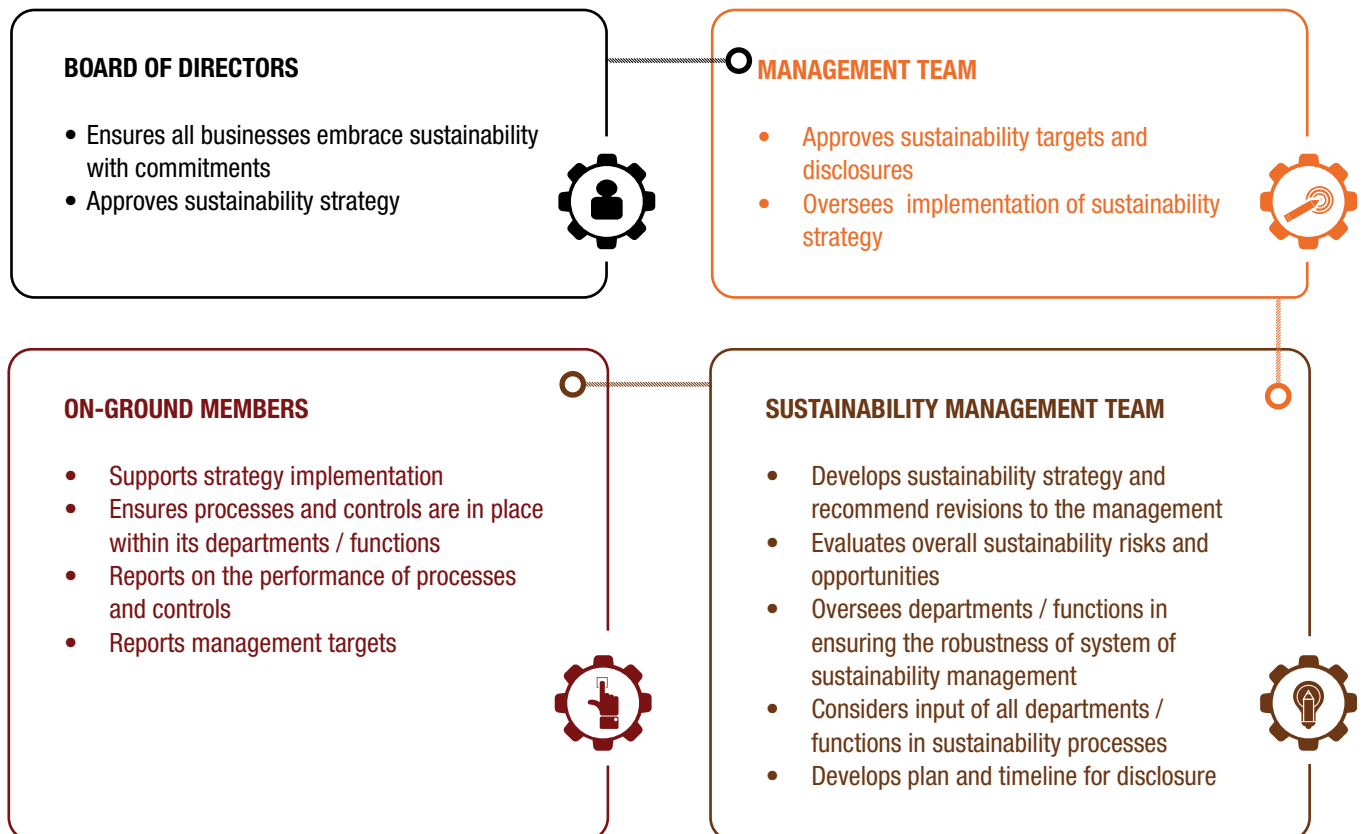 BOARD OF DIRECTORS
• Ensures all businesses embrace sustainability
with commitments
• Approves sustainability strategy
MANAGEMENT TEAM
• Approves sustainability targets and
disclosures
• Oversees implementation of sustainability
strategy
ON-GROUND MEMBERS
• Supports strategy implementation
• Ensures processes and controls are in place
within its departments / functions
• Reports on the performance of processes
and controls
• Reports management targets
SUSTAINABILITY MANAGEMENT TEAM
• Develops sustainability strategy and
recommend revisions to the management
• Evaluates overall sustainability risks and
opportunities
• Oversees departments / functions in
ensuring the robustness of system of
sustainability management
• Considers input of all departments /
functions in sustainability processes
• Develops plan and timeline for disclosure